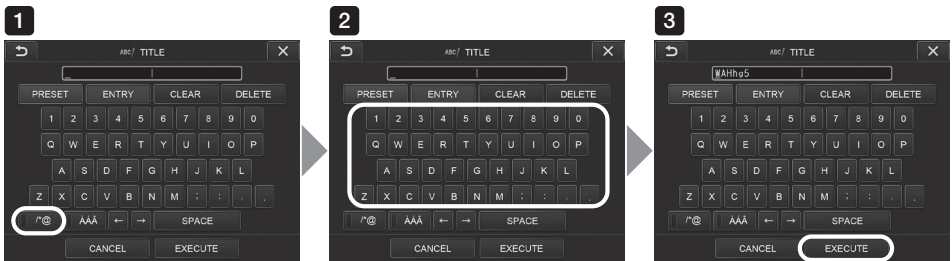 1
ABC/ TITLE
PRESET ENTRY CLEAR DELETE
1 2 3 4 5 6 7 8 9 0
Q W E R T Y U I O P
A S D F G H J K L
Z X C V B N M ; : . ,
/*@ ÀÁÂ ← → SPACE
CANCEL EXECUTE
2
ABC/ TITLE
PRESET ENTRY CLEAR DELETE
1 2 3 4 5 6 7 8 9 0
Q W E R T Y U I O P
A S D F G H J K L
Z X C V B N M ; : . ,
/*@ ÀÁÂ ← → SPACE
CANCEL EXECUTE
3
ABC/ TITLE
WAHhg5
PRESET ENTRY CLEAR DELETE
1 2 3 4 5 6 7 8 9 0
Q W E R T Y U I O P
A S D F G H J K L
Z X C V B N M ; : . ,
/*@ ÀÁÂ ← → SPACE
CANCEL EXECUTE